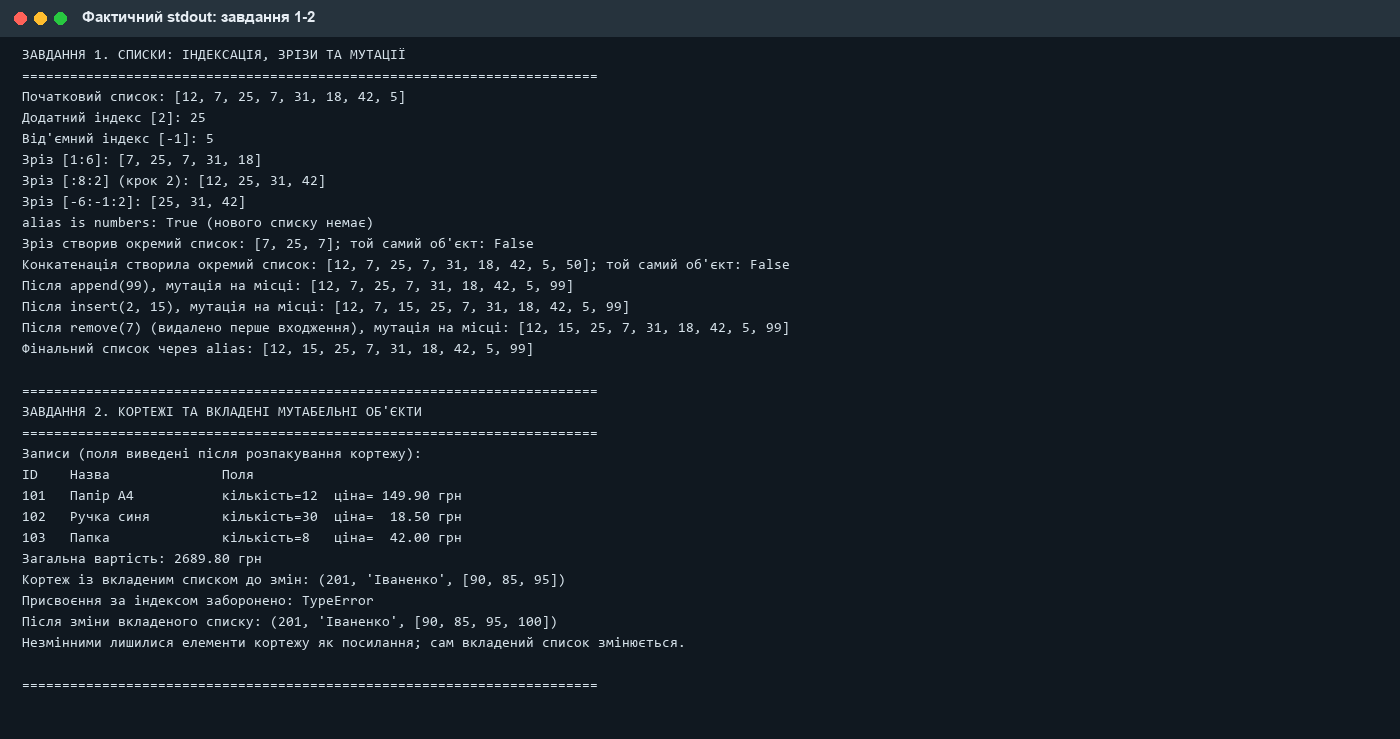 Фактичний stdout: завдання 1-2
ЗАВДАННЯ 1. СПИСКИ: ІНДЕКСАЦІЯ, ЗРІЗИ ТА МУТАЦІЇ
========================================================================
Початковий список: [12, 7, 25, 7, 31, 18, 42, 5]
Додатний індекс [2]: 25
Від'ємний індекс [-1]: 5
Зріз [1:6]: [7, 25, 7, 31, 18]
Зріз [:8:2] (крок 2): [12, 25, 31, 42]
Зріз [-6:-1:2]: [25, 31, 42]
alias is numbers: True (нового списку немає)
Зріз створив окремий список: [7, 25, 7]; той самий об'єкт: False
Конкатенація створила окремий список: [12, 7, 25, 7, 31, 18, 42, 5, 50]; той самий об'єкт: False
Після append(99), мутація на місці: [12, 7, 25, 7, 31, 18, 42, 5, 99]
Після insert(2, 15), мутація на місці: [12, 7, 15, 25, 7, 31, 18, 42, 5, 99]
Після remove(7) (видалено перше входження), мутація на місці: [12, 15, 25, 7, 31, 18, 42, 5, 99]
Фінальний список через alias: [12, 15, 25, 7, 31, 18, 42, 5, 99]
========================================================================
ЗАВДАННЯ 2. КОРТЕЖІ ТА ВКЛАДЕНІ МУТАБЕЛЬНІ ОБ'ЄКТИ
========================================================================
Записи (поля виведені після розпакування кортежу):
ID    Назва              Поля
101   Папір А4           кількість=12  ціна= 149.90 грн
102   Ручка синя         кількість=30  ціна=  18.50 грн
103   Папка              кількість=8   ціна=  42.00 грн
Загальна вартість: 2689.80 грн
Кортеж із вкладеним списком до змін: (201, 'Іваненко', [90, 85, 95])
Присвоєння за індексом заборонено: TypeError
Після зміни вкладеного списку: (201, 'Іваненко', [90, 85, 95, 100])
Незмінними лишилися елементи кортежу як посилання; сам вкладений список змінюється.
========================================================================